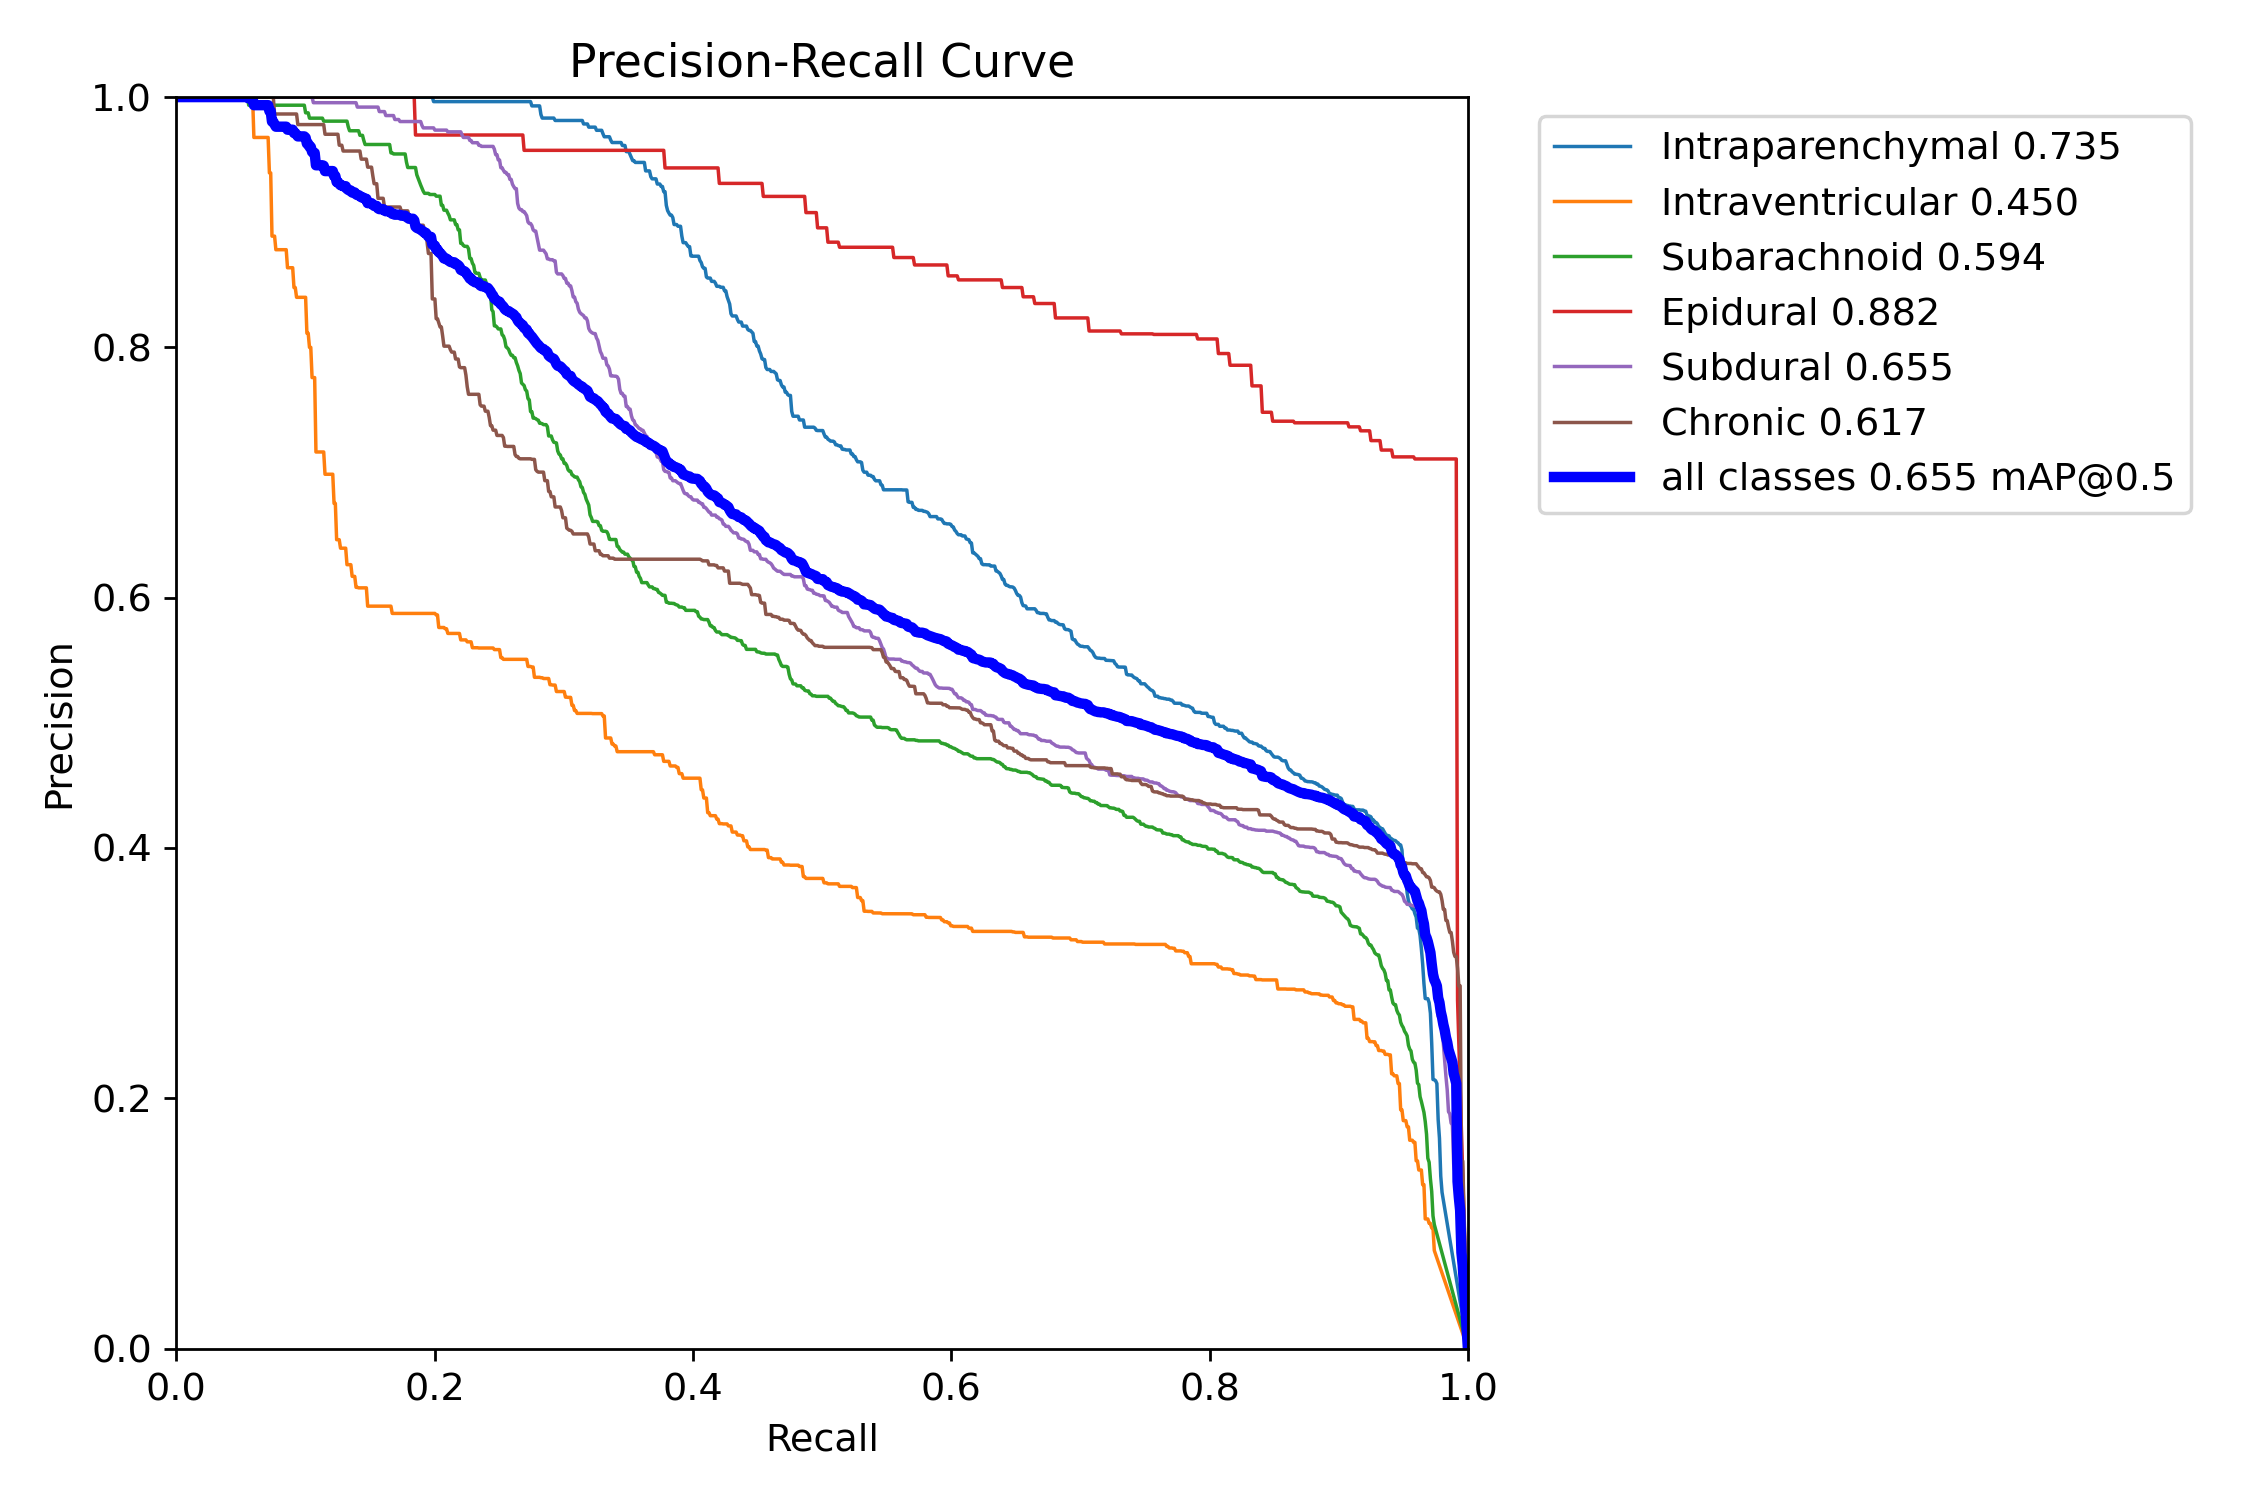 Precision-Recall Curve
1.0
0.8
0.6
0.4
0.2
0.0
Precision
0.0 0.2 0.4 0.6 0.8 1.0
Recall
Intraparenchymal 0.735
Intraventricular 0.450
Subarachnoid 0.594
Epidural 0.882
Subdural 0.655
Chronic 0.617
all classes 0.655 mAP@0.5